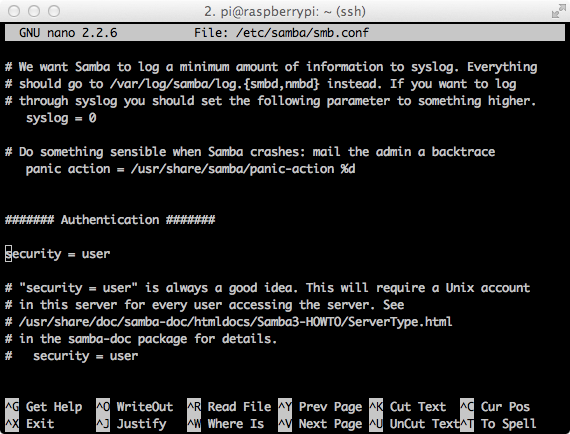 2. pi@raspberrypi: ~ (ssh)
GNU nano 2.2.6 File: /etc/samba/smb.conf
# We want Samba to log a minimum amount of information to syslog. Everything
# should go to /var/log/samba/log.{smbd,nmbd} instead. If you want to log
# through syslog you should set the following parameter to something higher.
syslog = 0
# Do something sensible when Samba crashes: mail the admin a backtrace
panic action = /usr/share/samba/panic-action %d
####### Authentication #######
security = user
# "security = user" is always a good idea. This will require a Unix account
# in this server for every user accessing the server. See
# /usr/share/doc/samba-doc/htmldocs/Samba3-HOWTO/ServerType.html
# in the samba-doc package for details.
#   security = user
^G Get Help ^O WriteOut ^R Read File ^Y Prev Page ^K Cut Text ^C Cur Pos
^X Exit ^J Justify ^W Where Is ^V Next Page ^U UnCut Text^T To Spell